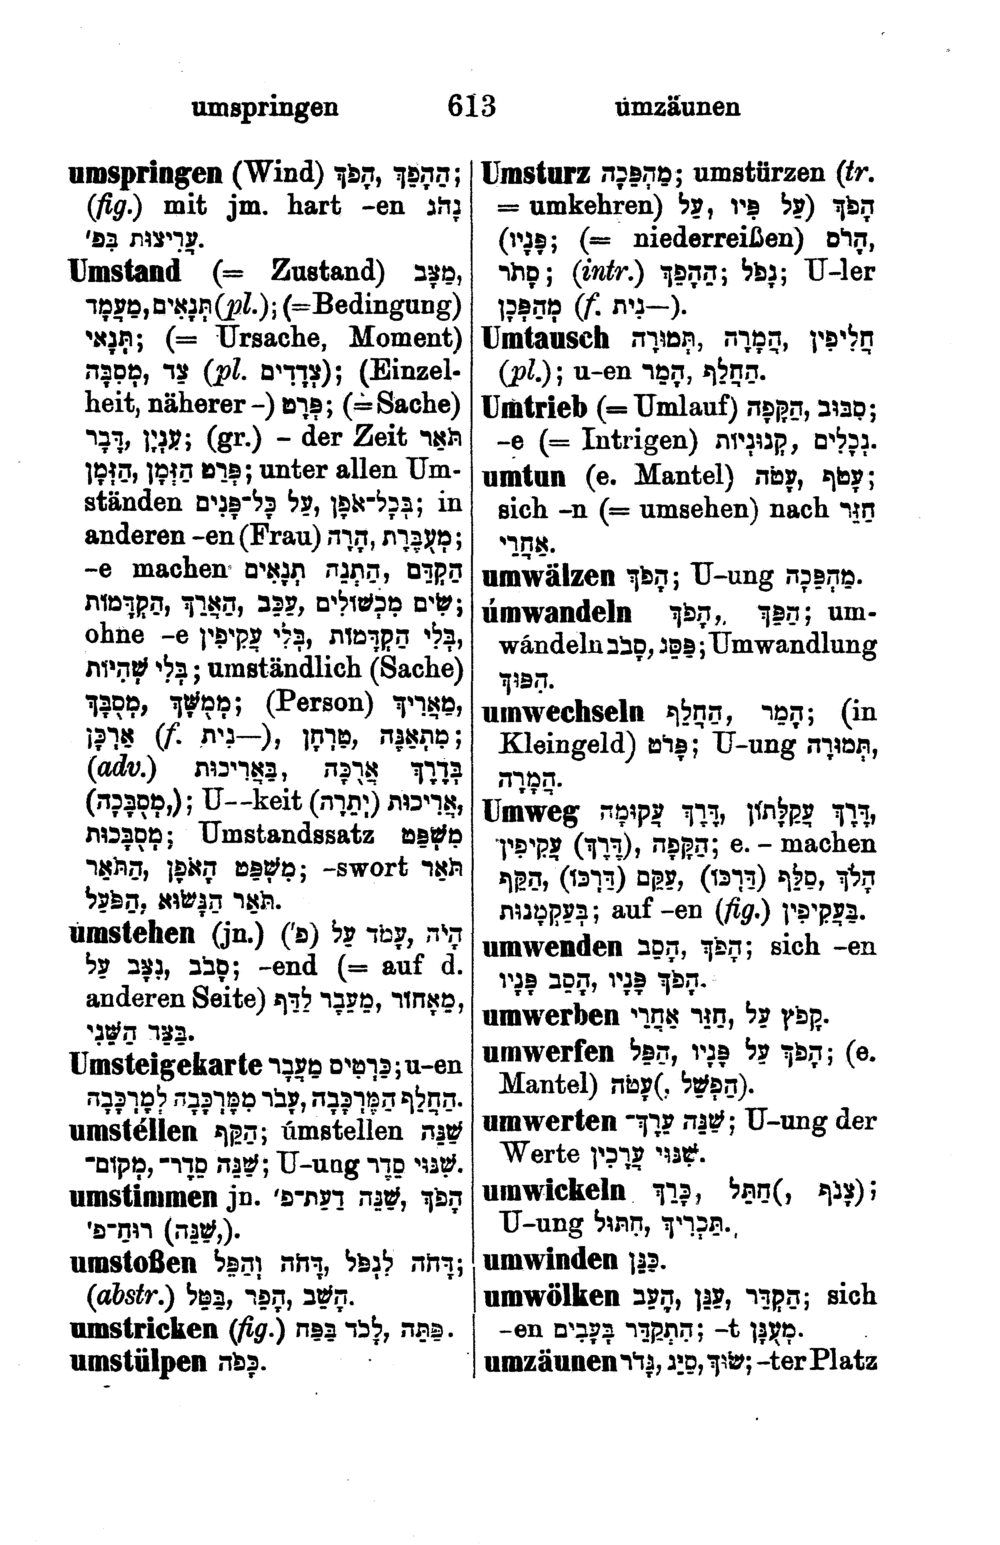 umspringen 613 umzäunen
umspringen (Wind) הָפֹךְ, הֵהָפֵךְ;
(fig.) mit jm. hart -en נָהֹג
עֲרִיצוּת בִּפ'.
Umstand (= Zustand) מַצָּב,
מַעֲמָד, תְּנָאִים (pl.); (=Bedingung)
תְּנָאִי; (= Ursache, Moment)
צַד, מְסִבָּה (pl. צְדָדִים); (Einzel-
heit, näherer -) פְּרָט; (=Sache)
עִנְיָן, דָּבָר; (gr.) - der Zeit תֹּאַר
הַזְּמָן, פְּרַט הַזְּמָן; unter allen Um-
ständen בְּכָל־אֹפָן, עַל כָּל־פָּנִים; in
anderen -en (Frau) הָרָה, מְעֻבֶּרֶת;
-e machen הַקְדֵּם, הַתְנֵה תְנָאִים
שִׂים מִכְשׁוֹלִים, עַכֵּב, הַאֲרֵךְ, הַקְדָּמוֹת;
ohne -e בְּלִי הַקְדָּמוֹת, בְּלִי עֲקִיפִין,
בְּלִי שְׁהִיּוֹת; umständlich (Sache)
מְמֻשָּׁךְ, מְסֻבָּךְ; (Person) מַאֲרִיךְ,
אַרְכָן (f. —נִית), טַרְחָן, מִתְאַנֶּה;
(adv.) בַּאֲרִיכוּת, בְּדֶרֶךְ אֲרֻכָּה
(מְסֻבָּכָה); U--keit אֲרִיכוּת (יְתֵרָה),
מְסֻבָּכוּת; Umstandssatz מִשְׁפַּט
הַתֹּאַר, מִשְׁפַּט הָאֹפָן; -swort תֹּאַר
תֹּאַר הַנָּשׂוּא, הַפֹּעַל.
umstehen (jn.) הָיֹה, עָמֹד עַל (פ')
סָבֹב, נִצָּב עַל; -end (= auf d.
anderen Seite) מֵאָחוֹר, מֵעֵבֶר לַדַּף,
בַּצַּד הַשֵּׁנִי.
Umsteigekarte כַּרְטִיס מַעֲבָר; u-en
הַחֲלֵף הַמֶּרְכָּבָה, עָבֹר מִמֶּרְכָּבָה לְמֶרְכָּבָה.
umstéllen הַקֵּף; úmstellen שַׁנֵּה
מְקוֹם־, שַׁנֵּה סֵדֶר־; U-ung שִׁנּוּי סֵדֶר.
umstimmen jn. הָפֹךְ, שַׁנֵּה דַעַת־פ'
(שַׁנֵּה) רוּחַ־פ'.
umstoßen דָּחֹה לִנְפֹּל, דָּחֹה וְהַפֵּל;
(abstr.) הָשֵׁב, הָפֵר, בַּטֵּל.
umstricken (fig.) פַּתֵּה, לָכֹד בַּפַּח.
umstülpen כָּפֹה.
Umsturz מַהְפֵּכָה; umstürzen (tr.
= umkehren) הָפֹךְ (עַל פִּיו, עַל
פָּנָיו); (= niederreißen) הָרֹס,
סָתֹר; (intr.) נָפֹל; הֵהָפֵךְ; U-ler
מַהְפְּכָן (f. —נִית).
Umtausch חֲלִיפִין, הֲמָרָה, תְּמוּרָה
(pl.); u-en הַחֲלֵף, הָמֵר.
Umtrieb (= Umlauf) סִבּוּב, הַקָּפָה;
-e (= Intrigen) נְכָלִים, קְנוּנְיוֹת.
umtun (e. Mantel) עָטֹף, עָטֹה;
sich -n (= umsehen) nach חַזֵּר
אַחֲרֵי.
umwälzen הָפֹךְ; U-ung מַהְפֵּכָה.
úmwandeln הָפֹךְ, הַפֵּךְ; um-
wándeln סָבֹב, פַּסֵּג; Umwandlung
הִפּוּךְ.
umwechseln הָמֵר, הַחֲלֵף; (in
Kleingeld) פָּרֹט; U-ung תְּמוּרָה,
הֲמָרָה.
Umweg דֶּרֶךְ עֲקַלָּתוֹן, דֶּרֶךְ עֲקוּמָה,
הַקָּפָה, (דֶּרֶךְ) עֲקִיפִין; e. - machen
הָלֹךְ, סַלֵּף (דַּרְכּוֹ), עַקֵּם (דַּרְכּוֹ), הַקֵּף
בְּעַקְמָנוּת; auf -en (fig.) בַּעֲקִיפִין.
umwenden הָפֹךְ, הָסֵב; sich -en
הָפֹךְ פָּנָיו, הָסֵב פָּנָיו.
umwerben קָפֹץ עַל, חַזֵּר אַחֲרֵי.
umwerfen הָפֹךְ עַל פָּנָיו, הַפֵּל; (e.
Mantel) עָטֹה, (הַפְשֵׁל).
umwerten שַׁנֵּה עֵרֶךְ־; U-ung der
Werte שִׁנּוּי עֲרָכִין.
umwickeln כָּרֵךְ, חַתֵּל, (צָנֹף);
U-ung תַּכְרִיךְ, חִתּוּל.
umwinden כַּנֵּן.
umwölken הַקְדֵּר, עַנֵּן, הָעֵב; sich
-en הִתְקַדֵּר בְּעָבִים; -t מְעֻנָּן.
umzäunen שׂוּךְ, סַיֵּג, גָּדֹר; -ter Platz